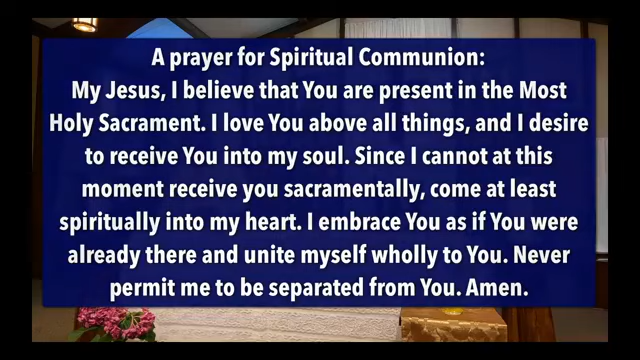 A prayer for Spiritual Communion:
My Jesus, I believe that You are present in the Most
Holy Sacrament. I love You above all things, and I desire
to receive You into my soul. Since I cannot at this
moment receive you sacramentally, come at least
spiritually into my heart. I embrace You as if You were
already there and unite myself wholly to You. Never
permit me to be separated from You. Amen.